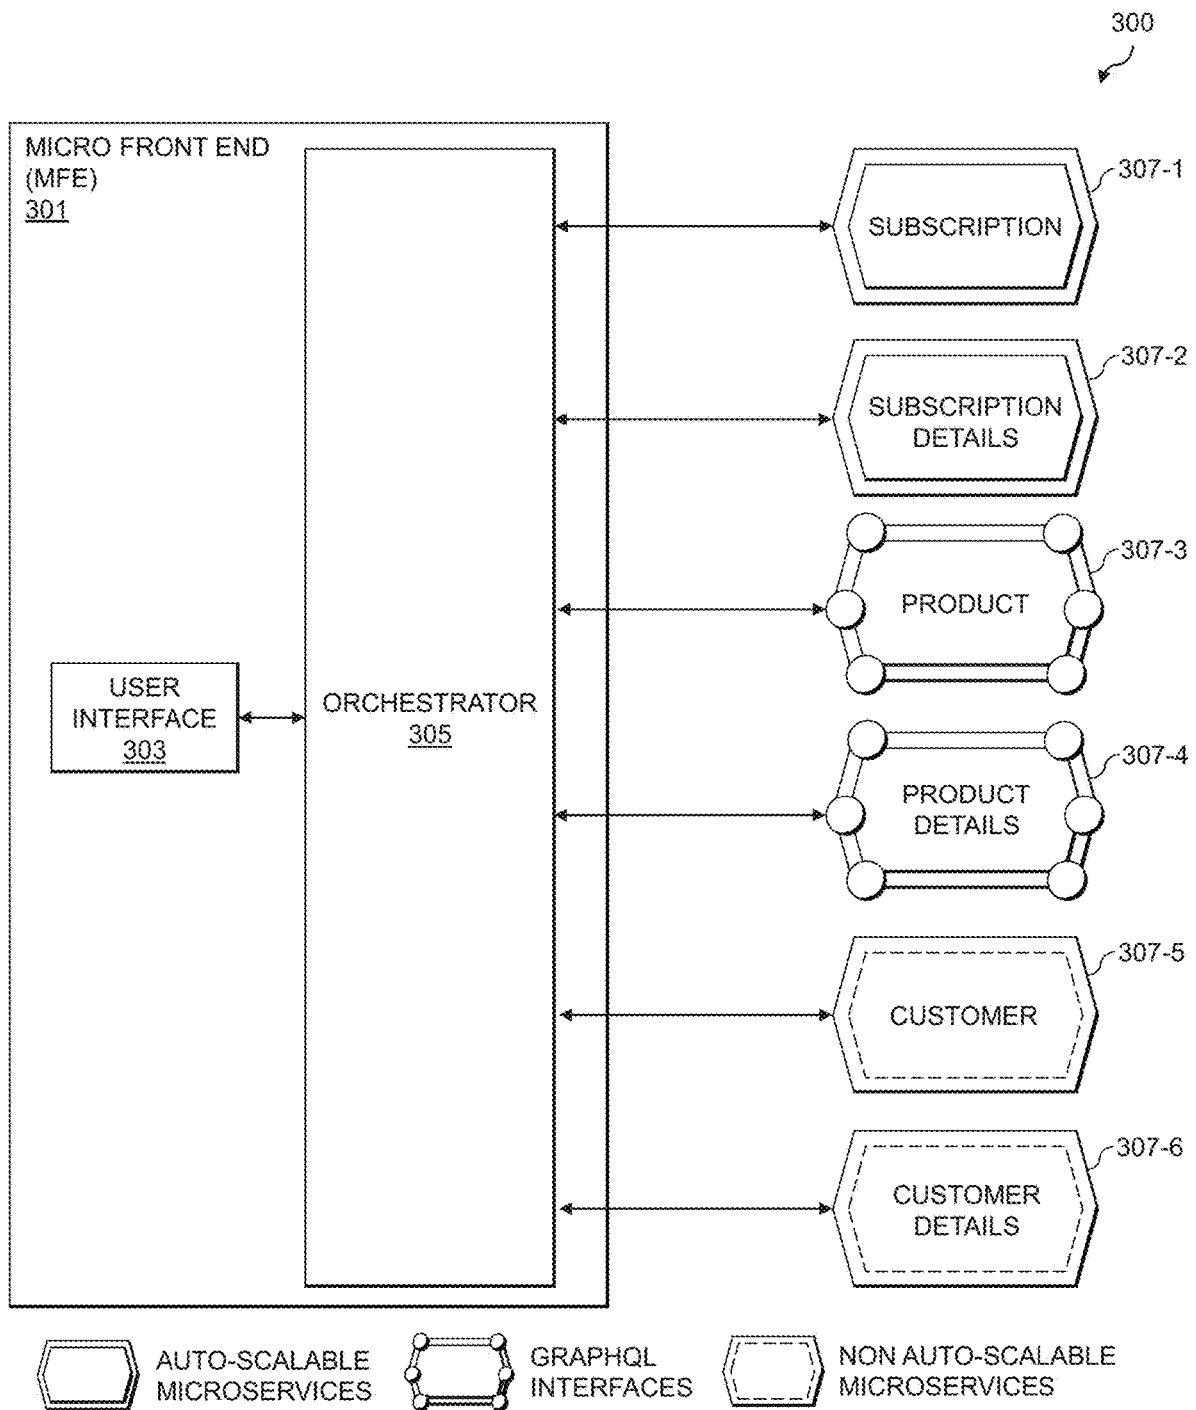 300
MICRO FRONT END
(MFE)
301
307-1
SUBSCRIPTION
307-2
SUBSCRIPTION
DETAILS
307-3
PRODUCT
USER
INTERFACE
303
ORCHESTRATOR
305
307-4
PRODUCT
DETAILS
307-5
CUSTOMER
307-6
CUSTOMER
DETAILS
AUTO-SCALABLE
MICROSERVICES
GRAPHQL
INTERFACES
NON AUTO-SCALABLE
MICROSERVICES